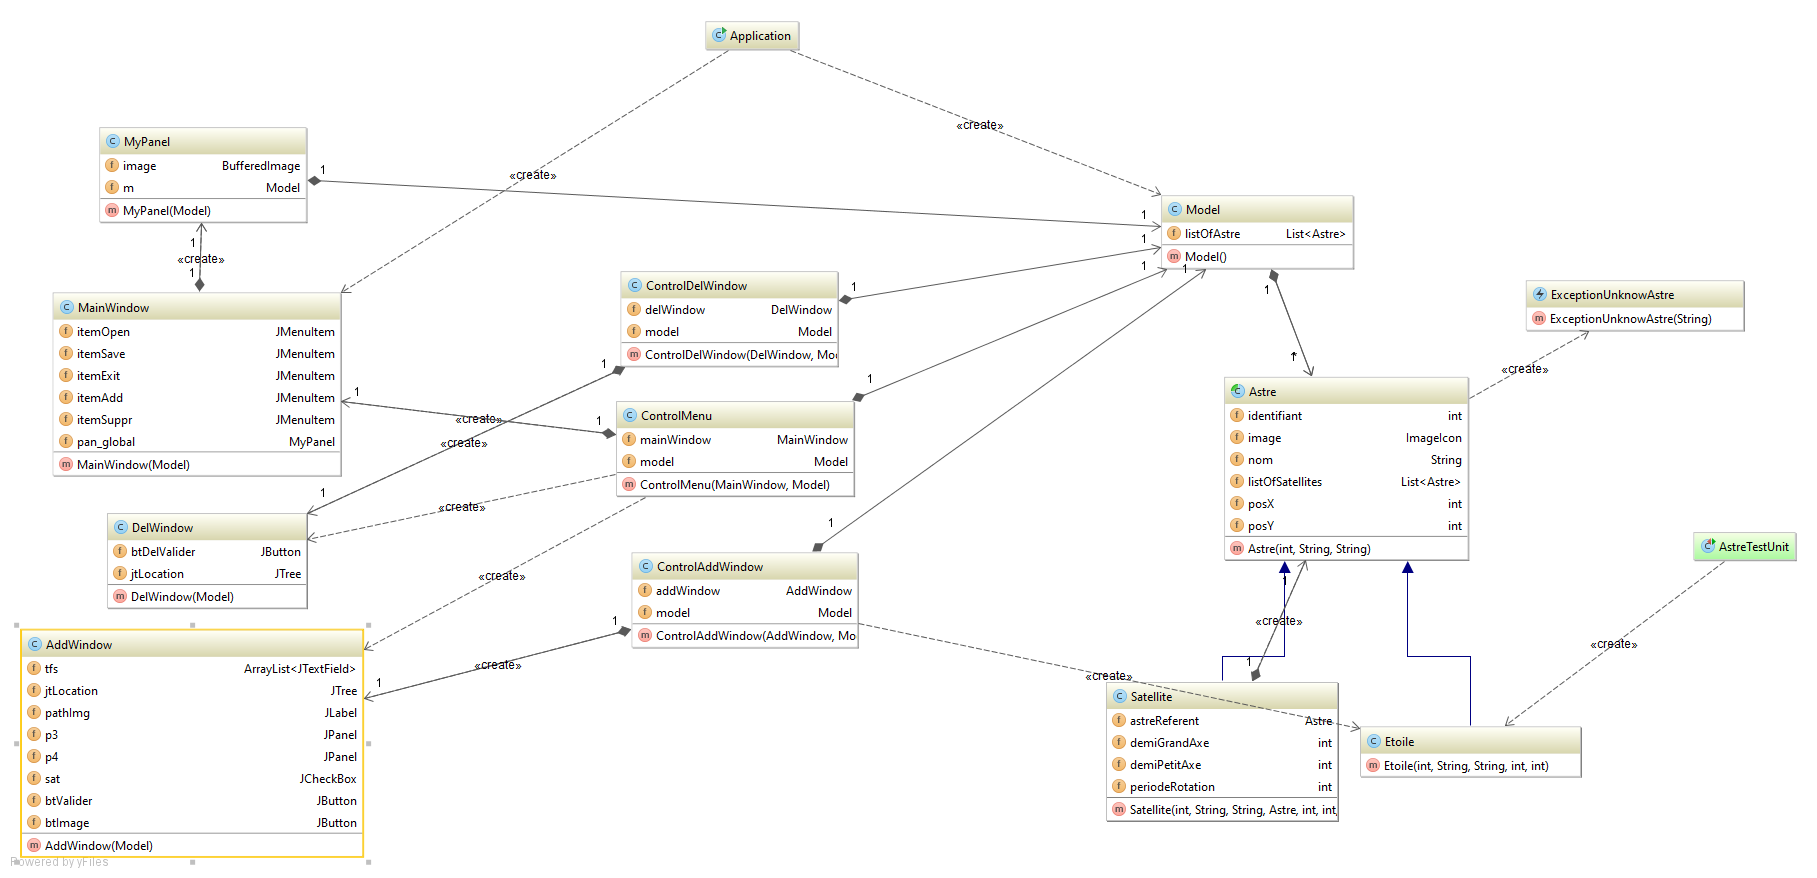 Application
«create»
«create»
MyPanel
image BufferedImage
m Model
MyPanel(Model)
1
1
Model
listOfAstre List<Astre>
Model()
1
1
1
1
*
1
«create»
1
MainWindow
itemOpen JMenuItem
itemSave JMenuItem
itemExit JMenuItem
itemAdd JMenuItem
itemSuppr JMenuItem
pan_global MyPanel
MainWindow(Model)
ControlDelWindow
delWindow DelWindow
model Model
ControlDelWindow(DelWindow, Mo
1
1
ExceptionUnknowAstre
ExceptionUnknowAstre(String)
«create»
1
1
1
«create»
«create»
ControlMenu
mainWindow MainWindow
model Model
ControlMenu(MainWindow, Model)
Astre
identifiant int
image ImageIcon
nom String
listOfSatellites List<Astre>
posX int
posY int
Astre(int, String, String)
1
«create»
DelWindow
btDelValider JButton
jtLocation JTree
DelWindow(Model)
1
AstreTestUnit
«create»
ControlAddWindow
addWindow AddWindow
model Model
ControlAddWindow(AddWindow, Mo
1
1
«create»
1
«create»
1
«create»
«create»
AddWindow
tfs ArrayList<JTextField>
jtLocation JTree
pathImg JLabel
p3 JPanel
p4 JPanel
sat JCheckBox
btValider JButton
btImage JButton
AddWindow(Model)
«create»
Satellite
astreReferent Astre
demiGrandAxe int
demiPetitAxe int
periodeRotation int
Satellite(int, String, String, Astre, int, int,
Etoile
Etoile(int, String, String, int, int)
Powered by yFiles